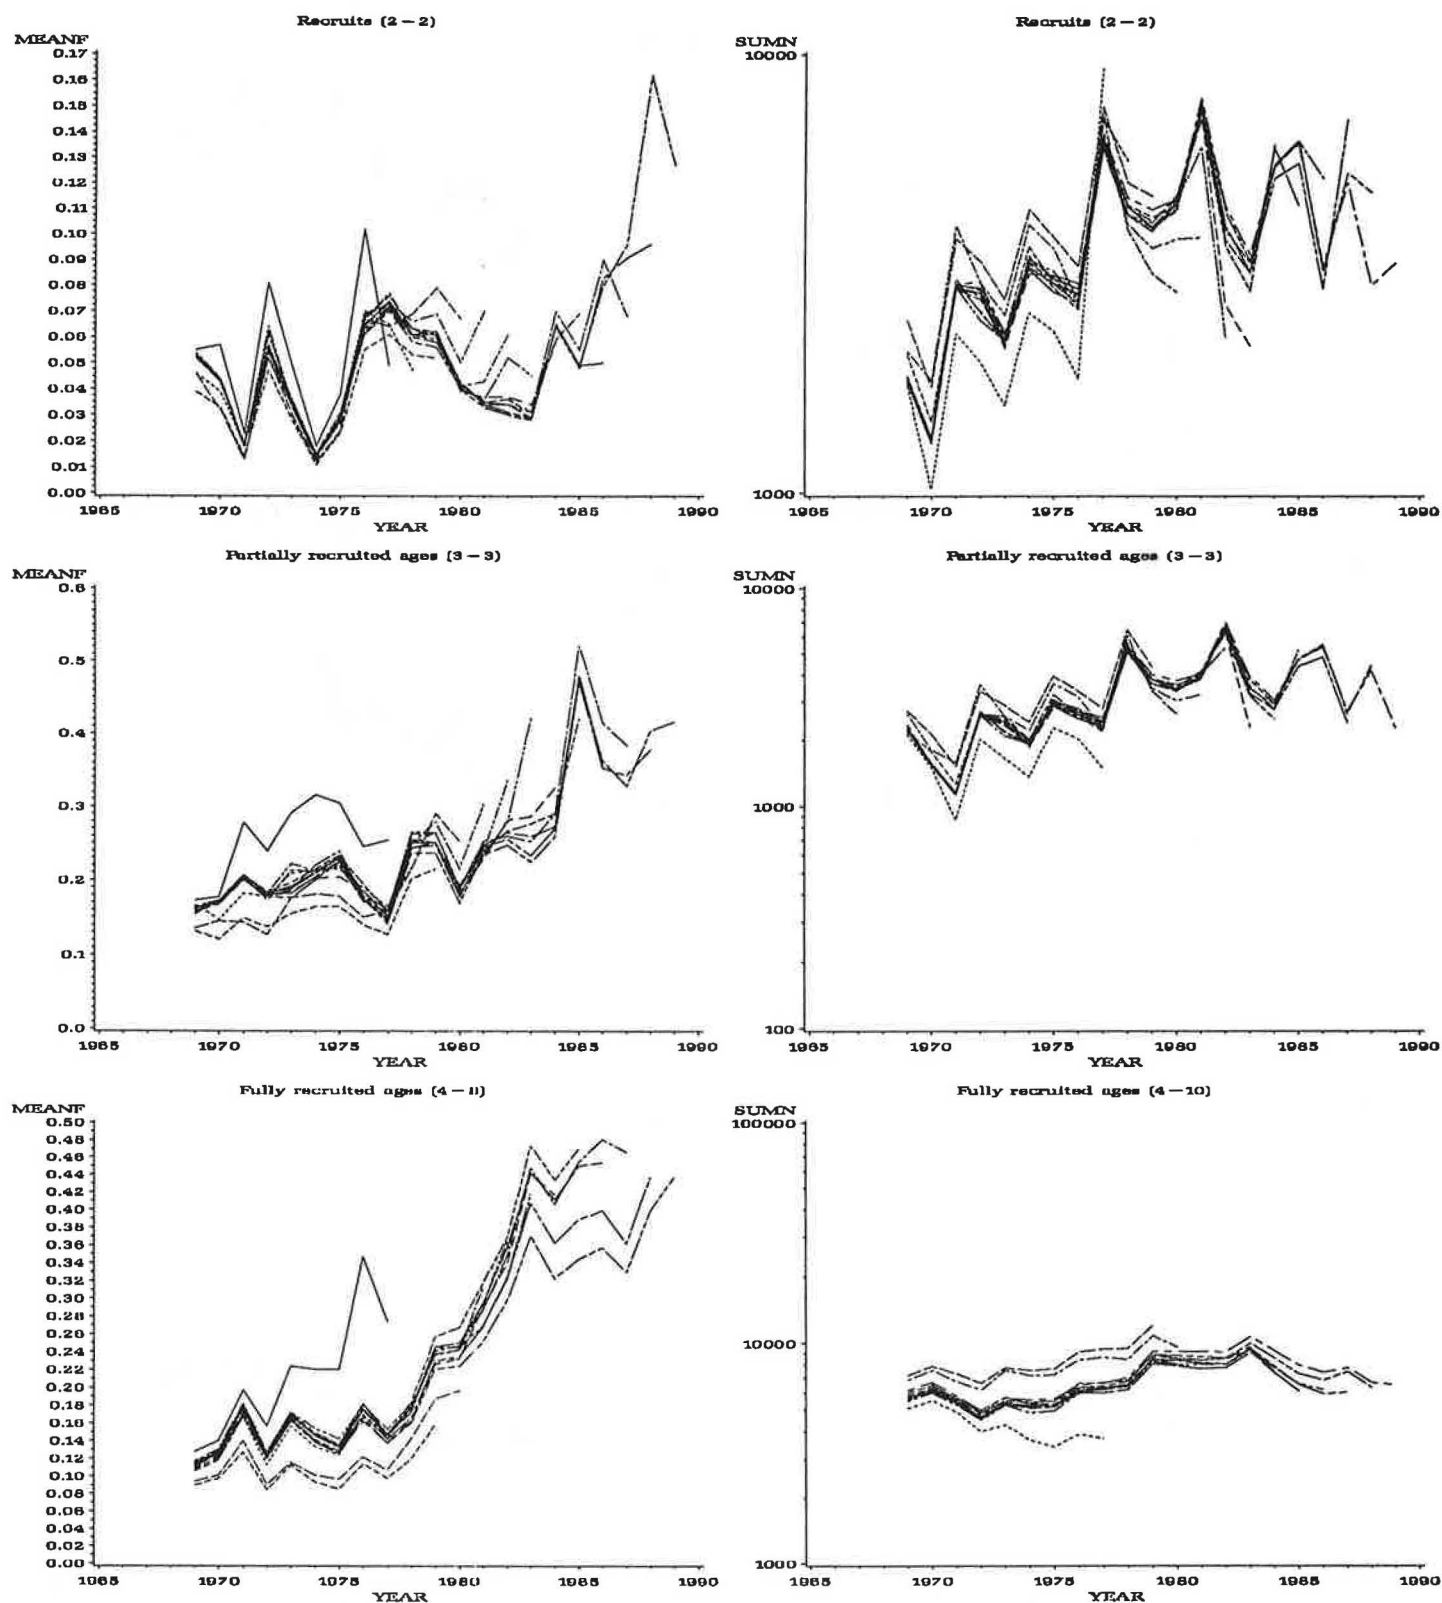 Recruits (2 – 2)
MEANF
0.17
0.16
0.15
0.14
0.13
0.12
0.11
0.10
0.09
0.08
0.07
0.06
0.05
0.04
0.03
0.02
0.01
0.00
1965 1970 1975 1980 1985 1990
YEAR
Recruits (2 – 2)
SUMN
10000
1000
1965 1970 1975 1980 1985 1990
YEAR
Partially recruited ages (3 – 3)
MEANF
0.6
0.5
0.4
0.3
0.2
0.1
0.0
1965 1970 1975 1980 1985 1990
YEAR
Partially recruited ages (3 – 3)
SUMN
10000
1000
100
1965 1970 1975 1980 1985 1990
YEAR
Fully recruited ages (4 – 8)
MEANF
0.50
0.48
0.46
0.44
0.42
0.40
0.38
0.36
0.34
0.32
0.30
0.28
0.26
0.24
0.22
0.20
0.18
0.16
0.14
0.12
0.10
0.08
0.06
0.04
0.02
0.00
1965 1970 1975 1980 1985 1990
YEAR
Fully recruited ages (4 – 10)
SUMN
100000
10000
1000
1965 1970 1975 1980 1985 1990
YEAR